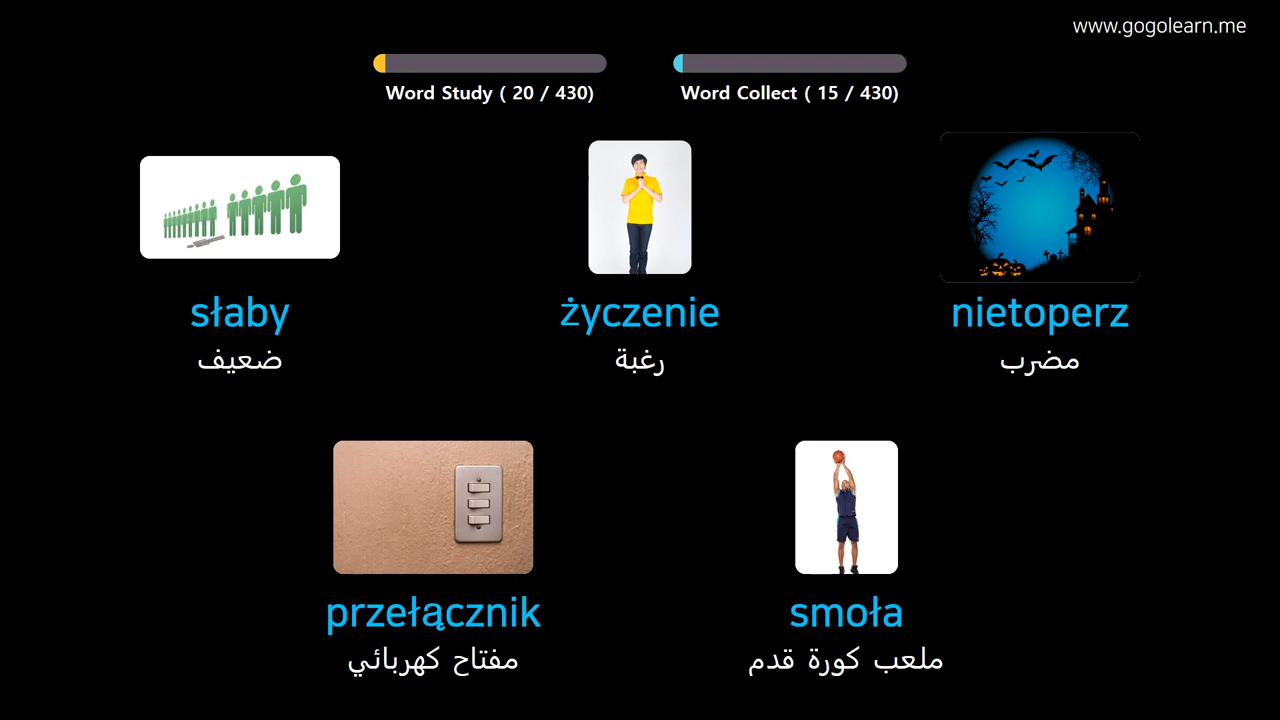 www.gogolearn.me
Word Study ( 20 / 430)
Word Collect ( 15 / 430)
słaby
ضعيف
życzenie
رغبة
nietoperz
مضرب
przełącznik
مفتاح كهربائي
smoła
ملعب كورة قدم